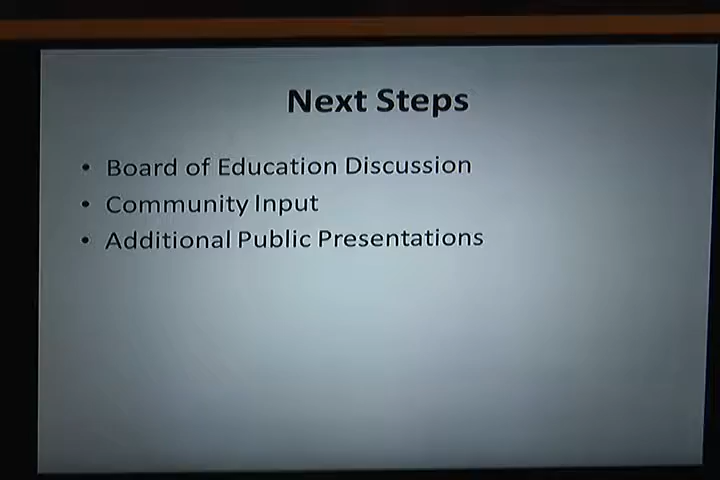 Next Steps
• Board of Education Discussion
• Community Input
• Additional Public Presentations